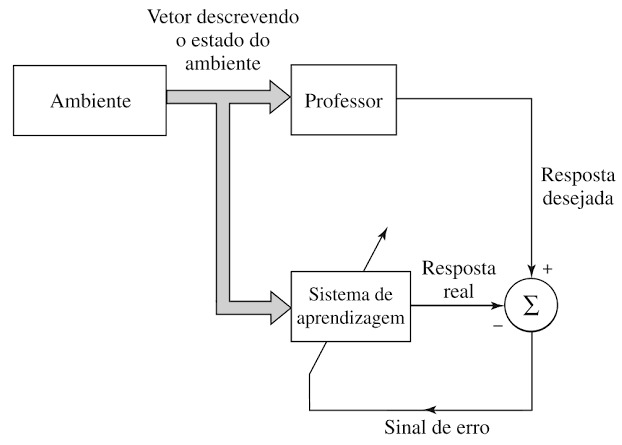 Vetor descrevendo
o estado do
ambiente
Ambiente
Professor
Resposta
desejada
Sistema de
aprendizagem
Resposta
real
+
Σ
–
Sinal de erro